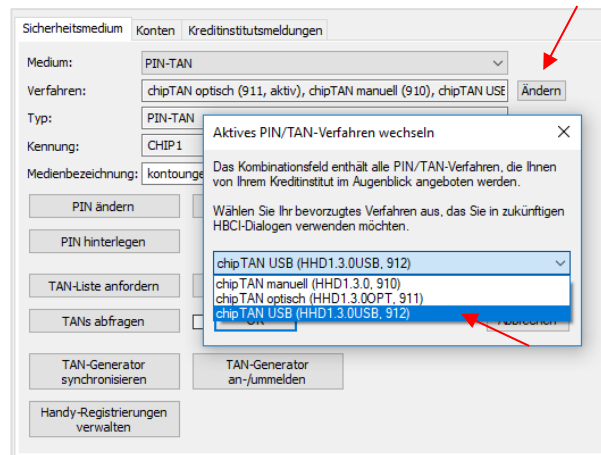 Sicherheitsmedium Konten Kreditinstitutsmeldungen
Medium: PIN-TAN
Verfahren: chipTAN optisch (911, aktiv), chipTAN manuell (910), chipTAN USB Ändern
Typ: PIN-TAN
Kennung: CHIP1
Medienbezeichnung: kontounge
Aktives PIN/TAN-Verfahren wechseln
Das Kombinationsfeld enthält alle PIN/TAN-Verfahren, die Ihnen
von Ihrem Kreditinstitut im Augenblick angeboten werden.
Wählen Sie Ihr bevorzugtes Verfahren aus, das Sie in zukünftigen
HBCI-Dialogen verwenden möchten.
chipTAN USB (HHD1.3.0USB, 912)
chipTAN manuell (HHD1.3.0, 910)
chipTAN optisch (HHD1.3.0OPT, 911)
chipTAN USB (HHD1.3.0USB, 912)
PIN ändern
PIN hinterlegen
TAN-Liste anfordern
TANs abfragen
TAN-Generator
synchronisieren
TAN-Generator
an-/ummelden
Handy-Registrierungen
verwalten